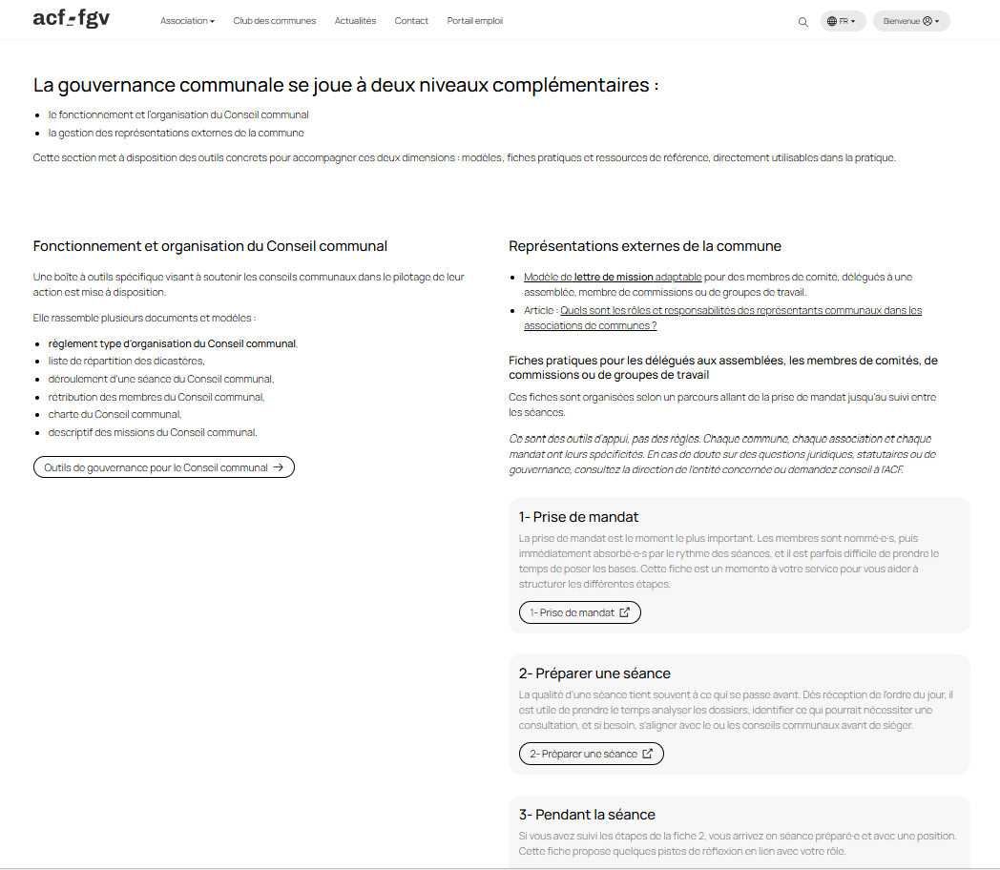 acf-fgv
Association
Club des communes
Actualités
Contact
Portail emploi
FR
Bienvenue
La gouvernance communale se joue à deux niveaux complémentaires :
le fonctionnement et l'organisation du Conseil communal
la gestion des représentations externes de la commune
Cette section met à disposition des outils concrets pour accompagner ces deux dimensions : modèles, fiches pratiques et ressources de référence, directement utilisables dans la pratique.
Fonctionnement et organisation du Conseil communal
Une boîte à outils spécifique visant à soutenir les conseils communaux dans le pilotage de leur
action est mise à disposition.
Elle rassemble plusieurs documents et modèles :
règlement type d'organisation du Conseil communal,
liste de répartition des dicastères,
déroulement d'une séance du Conseil communal,
rétribution des membres du Conseil communal,
charte du Conseil communal,
descriptif des missions du Conseil communal.
Outils de gouvernance pour le Conseil communal →
Représentations externes de la commune
Modèle de lettre de mission adaptable pour des membres de comité, délégués à une
assemblée, membre de commissions ou de groupes de travail.
Article : Quels sont les rôles et responsabilités des représentants communaux dans les
associations de communes ?
Fiches pratiques pour les délégués aux assemblées, les membres de comités, de
commissions ou de groupes de travail
Ces fiches sont organisées selon un parcours allant de la prise de mandat jusqu'au suivi entre
les séances.
Ce sont des outils d'appui, pas des règles. Chaque commune, chaque association et chaque
mandat ont leurs spécificités. En cas de doute sur des questions juridiques, statutaires ou de
gouvernance, consultez la direction de l'entité concernée ou demandez conseil à l'ACF.
1- Prise de mandat
La prise de mandat est le moment le plus important. Les membres sont nommé·e·s, puis
immédiatement absorbé·e·s par le rythme des séances, et il est parfois difficile de prendre le
temps de poser les bases. Cette fiche est un memento à votre service pour vous aider à
structurer les différentes étapes.
1- Prise de mandat
2- Préparer une séance
La qualité d'une séance tient souvent à ce qui se passe avant. Dès réception de l'ordre du jour, il
est utile de prendre le temps analyser les dossiers, identifier ce qui pourrait nécessiter une
consultation, et si besoin, s'aligner avec le ou les conseils communaux avant de siéger.
2- Préparer une séance
3- Pendant la séance
Si vous avez suivi les étapes de la fiche 2, vous arrivez en séance préparé·e et avec une position.
Cette fiche propose quelques pistes de réflexion en lien avec votre rôle.